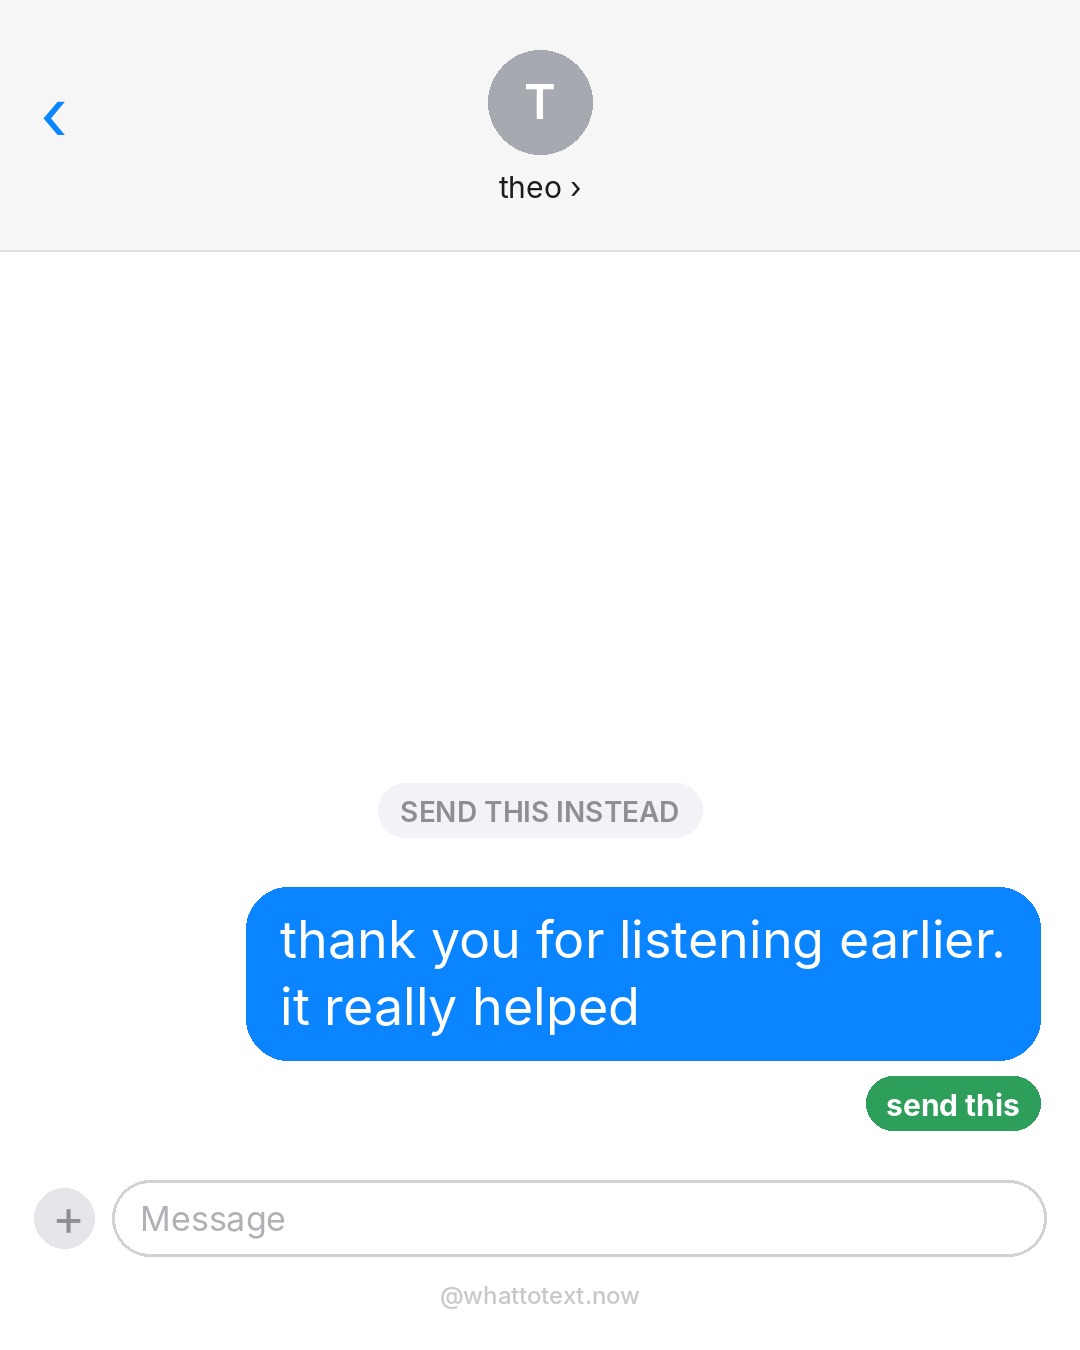 ‹
T
theo ›
SEND THIS INSTEAD
thank you for listening earlier.
it really helped
send this
+
Message
@whattotext.now